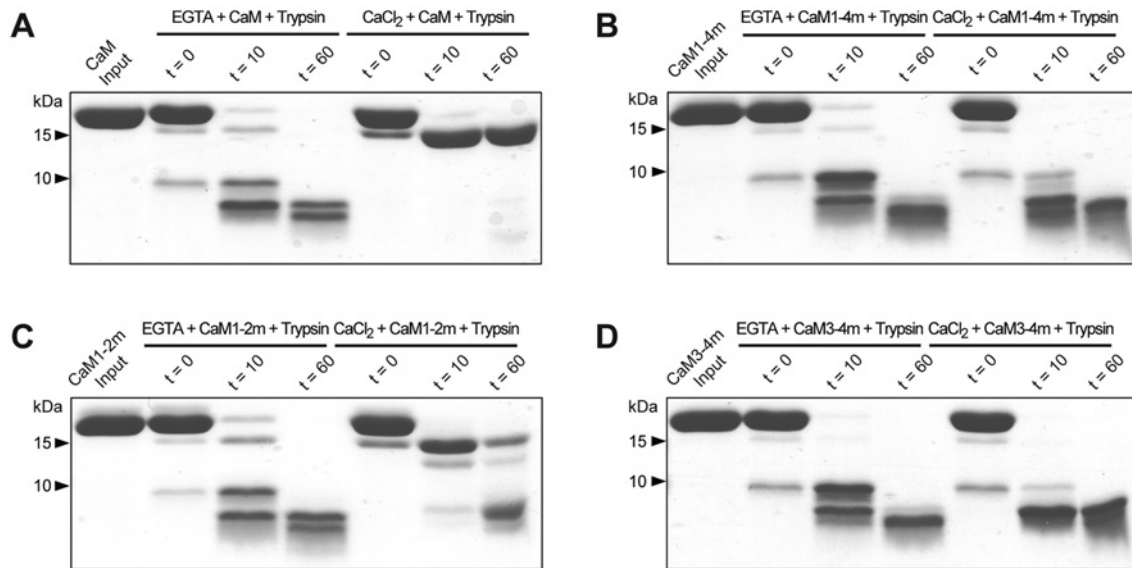 A
EGTA + CaM + Trypsin
CaCl2 + CaM + Trypsin
CaM Input
t = 0
t = 10
t = 60
t = 0
t = 10
t = 60
kDa
15
10
B
EGTA + CaM1-4m + Trypsin
CaCl2 + CaM1-4m + Trypsin
CaM1-4m Input
t = 0
t = 10
t = 60
t = 0
t = 10
t = 60
kDa
15
10
C
EGTA + CaM1-2m + Trypsin
CaCl2 + CaM1-2m + Trypsin
CaM1-2m Input
t = 0
t = 10
t = 60
t = 0
t = 10
t = 60
kDa
15
10
D
EGTA + CaM3-4m + Trypsin
CaCl2 + CaM3-4m + Trypsin
CaM3-4m Input
t = 0
t = 10
t = 60
t = 0
t = 10
t = 60
kDa
15
10